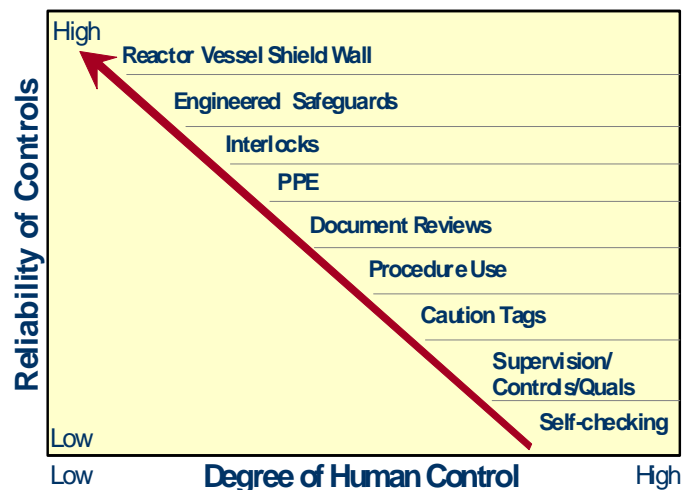 High
Reactor Vessel Shield Wall
Engineered Safeguards
Interlocks
PPE
Document Reviews
Procedure Use
Caution Tags
Supervision/
Controls/Quals
Self-checking
Low
Reliability of Controls
Low
Degree of Human Control
High